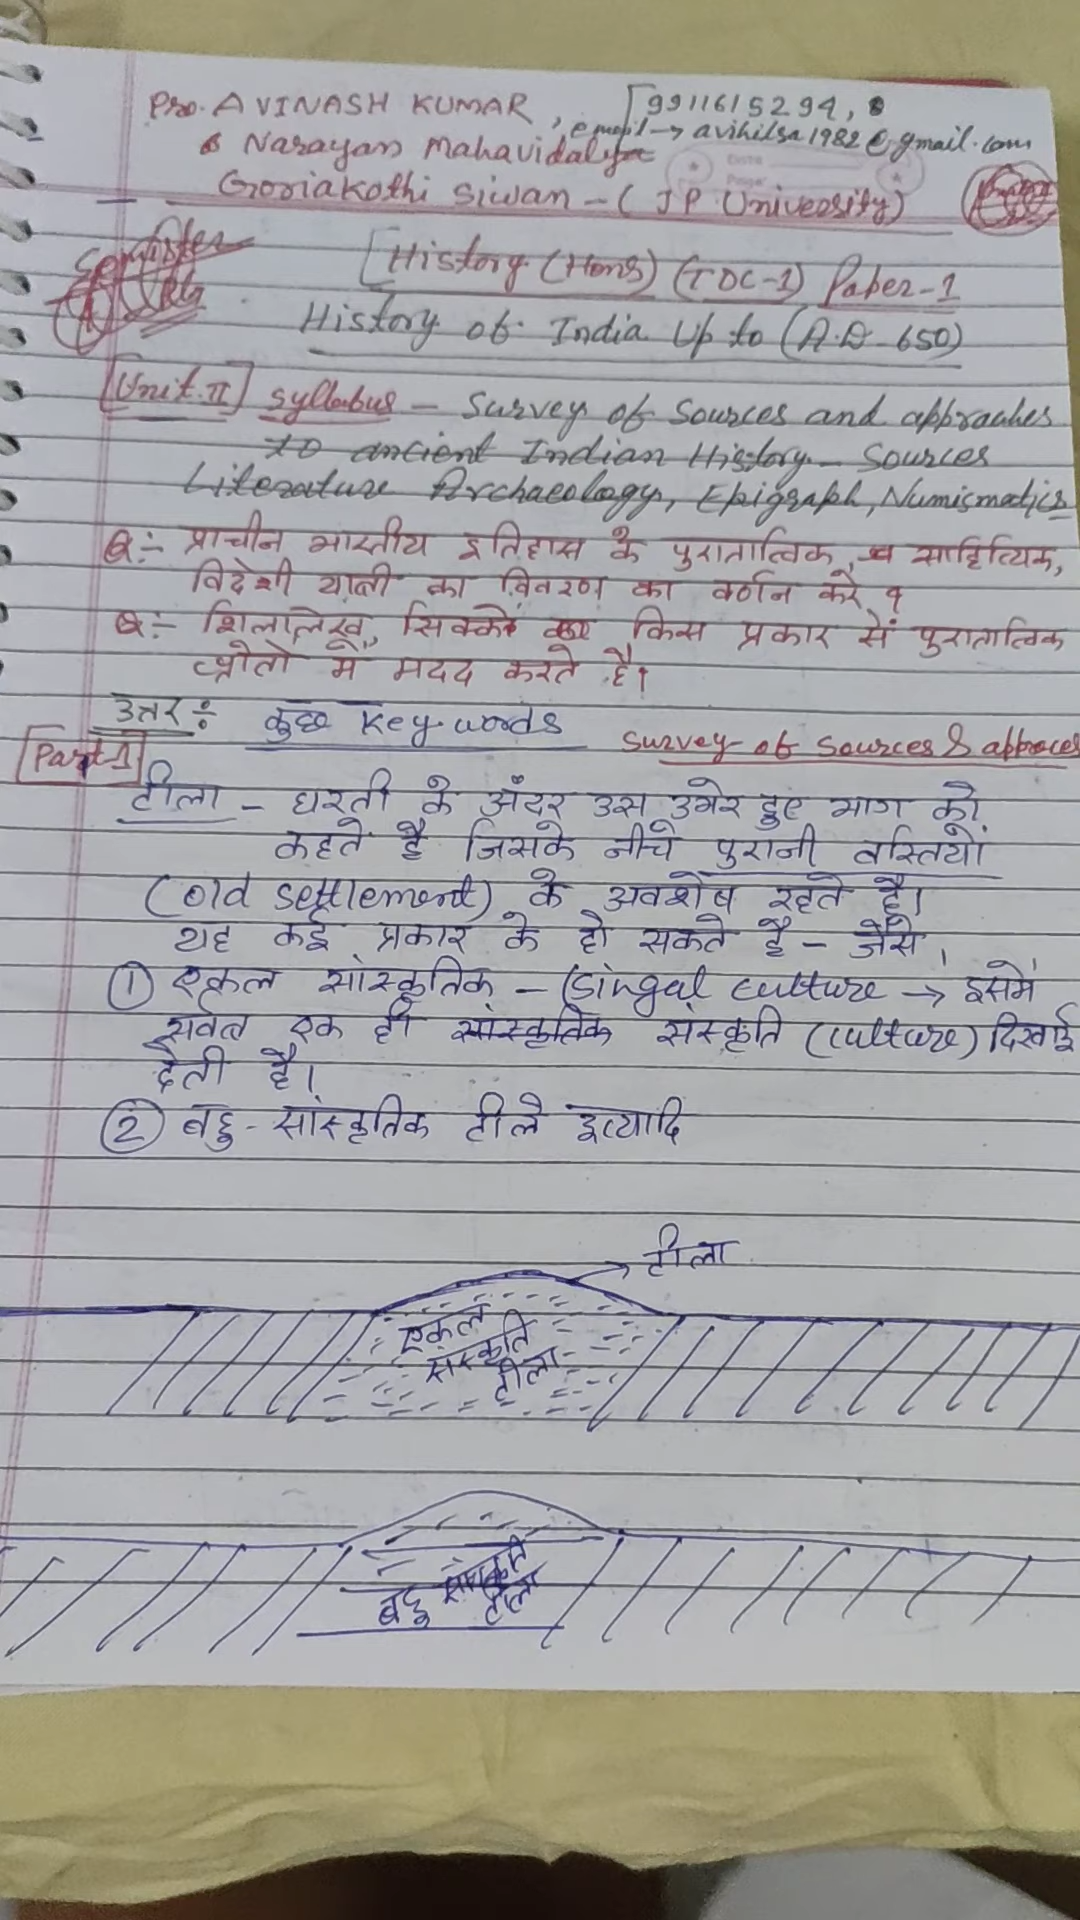 Pro. AVINASH KUMAR, 9911615294,
email → avihilsa1982@gmail.com
Narayan Mahavidalya
Goriakothi Siwan - (JP University)
Semister
[History (Hons) (TDC-1) Paper-1
History of India Up to (A.D-650)
[Unit-II] Syllabus - Survey of Sources and approaches
to ancient Indian History - Sources
Literature Archaeology, Epigraph, Numismatics
Q:- प्राचीन भारतीय इतिहास के पुरातात्विक, व साहित्यिक,
विदेशी यात्री का विवरण का वर्णन करे ?
Q:- शिलालेख, सिक्के किस प्रकार से पुरातात्विक
स्त्रोतो में मदद करते है।
उत्तर:- कुछ Key words
Survey of Sources & approces
[Part-1]
टीला - धरती के अंदर उस उभेर हुए भाग को
कहते है जिसके नीचे पुरानी बस्तियो
(old settlement) के अवशेष रहते है।
यह कई प्रकार के हो सकते है - जैसे,
① एकल सांस्कृतिक - (Singal culture → इसमें
सर्वत्र एक ही सांस्कृतिक संस्कृति (culture) दिखाई
देती है।
② बहु-सांस्कृतिक टीले इत्यादि
टीला
एकल
संस्कृति
टीला
बहु संस्कृति
टीला